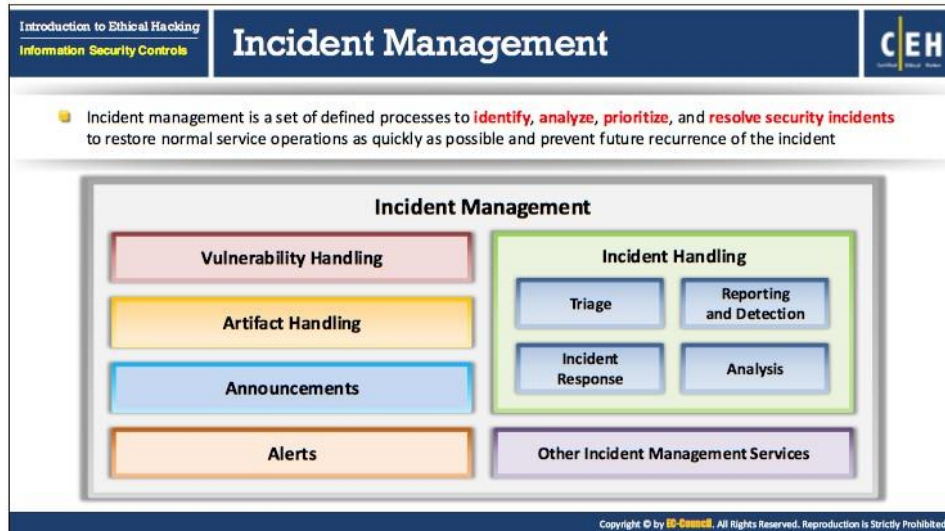 Introduction to Ethical Hacking
Information Security Controls
Incident Management
CEH
Incident management is a set of defined processes to identify, analyze, prioritize, and resolve security incidents
to restore normal service operations as quickly as possible and prevent future recurrence of the incident
Incident Management
Vulnerability Handling
Artifact Handling
Announcements
Alerts
Incident Handling
Triage
Reporting
and Detection
Incident
Response
Analysis
Other Incident Management Services
Copyright © by EC-Council. All Rights Reserved. Reproduction is Strictly Prohibited